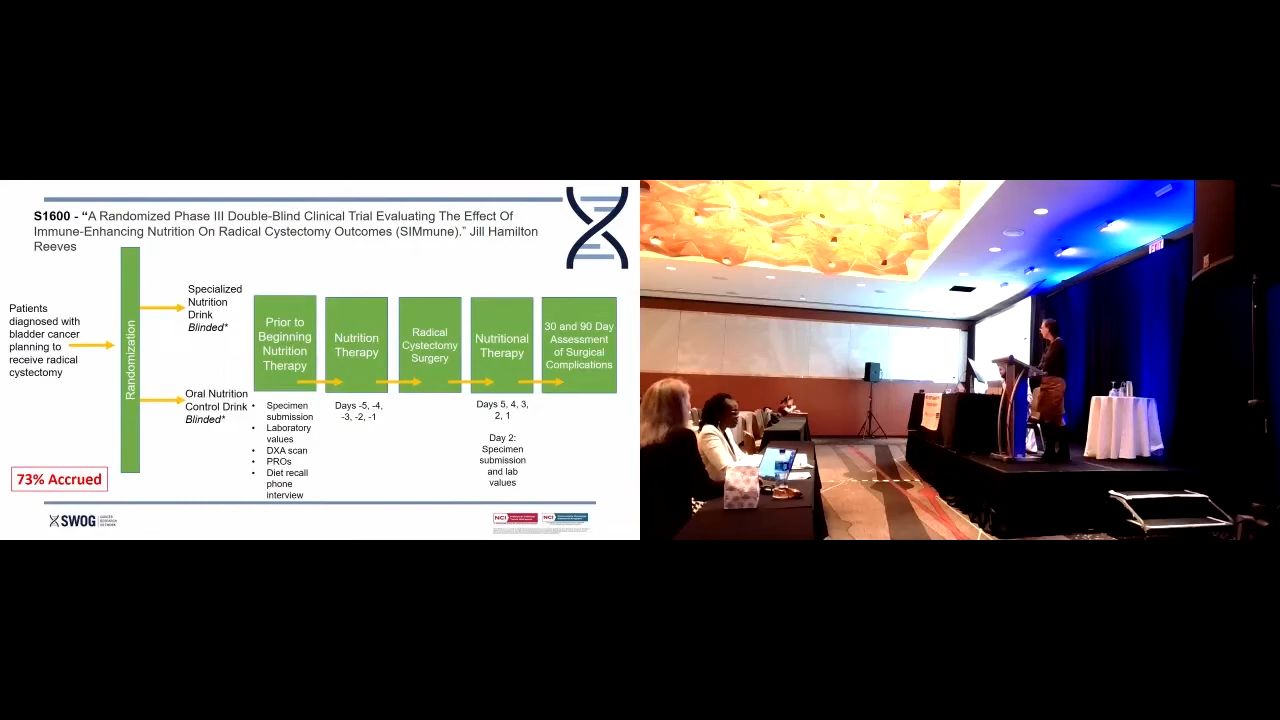 S1600 - “A Randomized Phase III Double-Blind Clinical Trial Evaluating The Effect Of
Immune-Enhancing Nutrition On Radical Cystectomy Outcomes (SIMmune).” Jill Hamilton
Reeves
Patients
diagnosed with
bladder cancer
planning to
receive radical
cystectomy
Randomization
Specialized
Nutrition
Drink
Blinded*
Oral Nutrition
Control Drink
Blinded*
Prior to
Beginning
Nutrition
Therapy
• Specimen
submission
• Laboratory
values
• DXA scan
• PROs
• Diet recall
phone
interview
Nutrition
Therapy
Days -5, -4,
-3, -2, -1
Radical
Cystectomy
Surgery
Nutritional
Therapy
Days 5, 4, 3,
2, 1
Day 2:
Specimen
submission
and lab
values
30 and 90 Day
Assessment
of Surgical
Complications
73% Accrued
SWOG
CANCER
RESEARCH
NETWORK
NCI
NCI